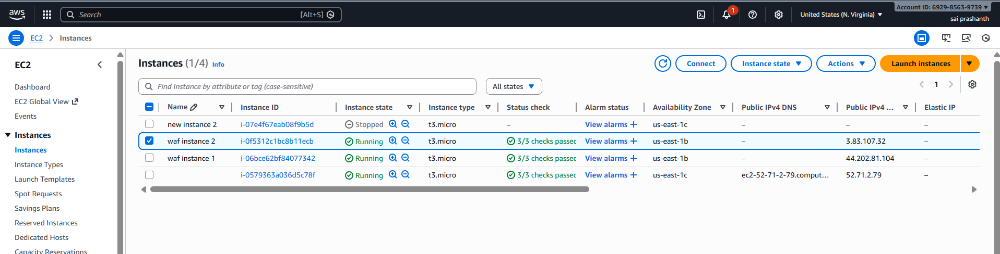 aws Search [Alt+S] 1 United States (N. Virginia) Account ID: 6929-8563-9739
sai prashanth
EC2 Instances
EC2
Dashboard
EC2 Global View
Events
Instances
Instances
Instance Types
Launch Templates
Spot Requests
Savings Plans
Reserved Instances
Dedicated Hosts
Capacity Reservations
Instances (1/4) Info Connect Instance state Actions Launch instances
Find Instance by attribute or tag (case-sensitive) All states 1
Name Instance ID Instance state Instance type Status check Alarm status Availability Zone Public IPv4 DNS Public IPv4 ... Elastic IP
new instance 2 i-07e4f67eab08f9b5d Stopped t3.micro – View alarms + us-east-1c – – –
waf instance 2 i-0f5312c1bc8b11ecb Running t3.micro 3/3 checks passed View alarms + us-east-1b – 3.83.107.32 –
waf instance 1 i-06bce62bf84077342 Running t3.micro 3/3 checks passed View alarms + us-east-1b – 44.202.81.104 –
i-0579363a036d5c78f Running t3.micro 3/3 checks passed View alarms + us-east-1c ec2-52-71-2-79.comput... 52.71.2.79 –